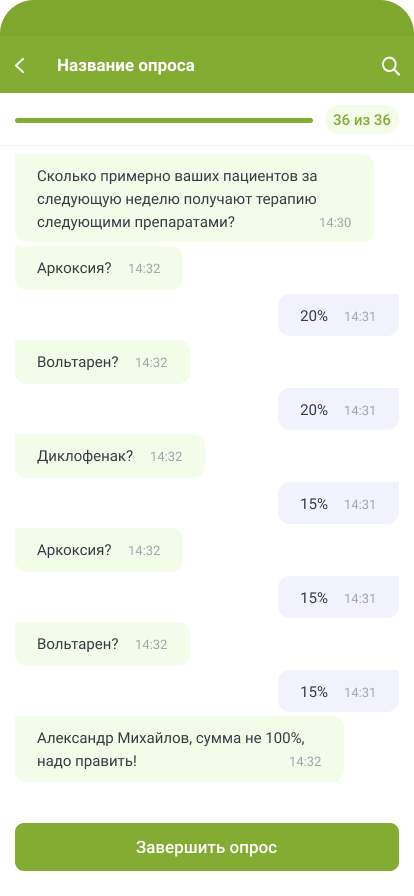 Название опроса
36 из 36
Сколько примерно ваших пациентов за
следующую неделю получают терапию
следующими препаратами? 14:30
Аркоксия? 14:32
20% 14:31
Вольтарен? 14:32
20% 14:31
Диклофенак? 14:32
15% 14:31
Аркоксия? 14:32
15% 14:31
Вольтарен? 14:32
15% 14:31
Александр Михайлов, сумма не 100%,
надо править! 14:32
Завершить опрос